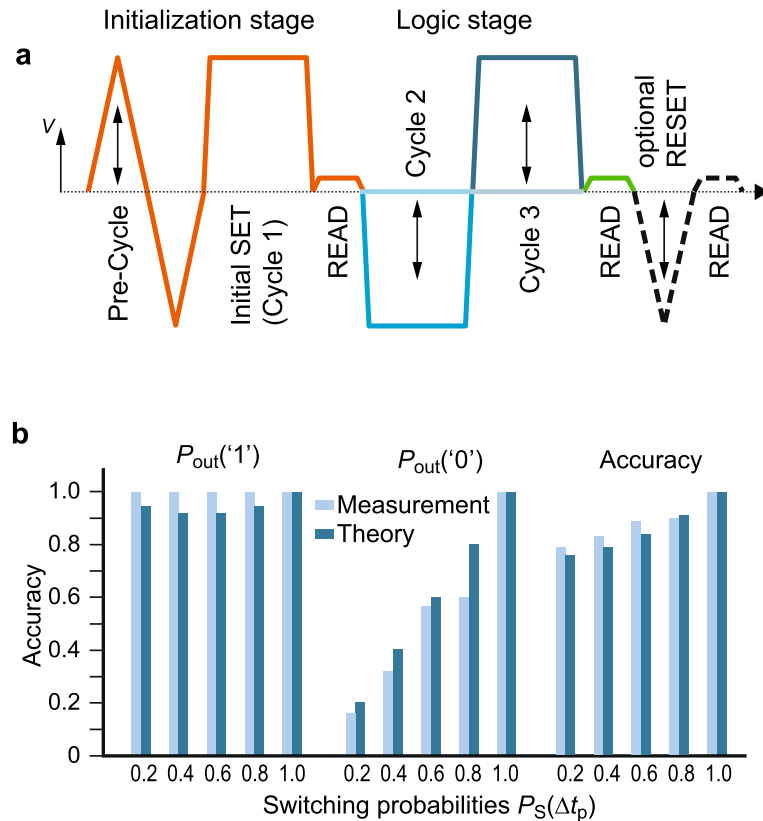 Initialization stage
Logic stage
a
V
Pre-Cycle
Initial SET
(Cycle 1)
READ
Cycle 2
Cycle 3
READ
optional
RESET
READ
b
Pout(‘1’)
Pout(‘0’)
Accuracy
Measurement
Theory
Accuracy
1.0
0.8
0.6
0.4
0.2
0
0.2 0.4 0.6 0.8 1.0
0.2 0.4 0.6 0.8 1.0
0.2 0.4 0.6 0.8 1.0
Switching probabilities PS(Δtp)